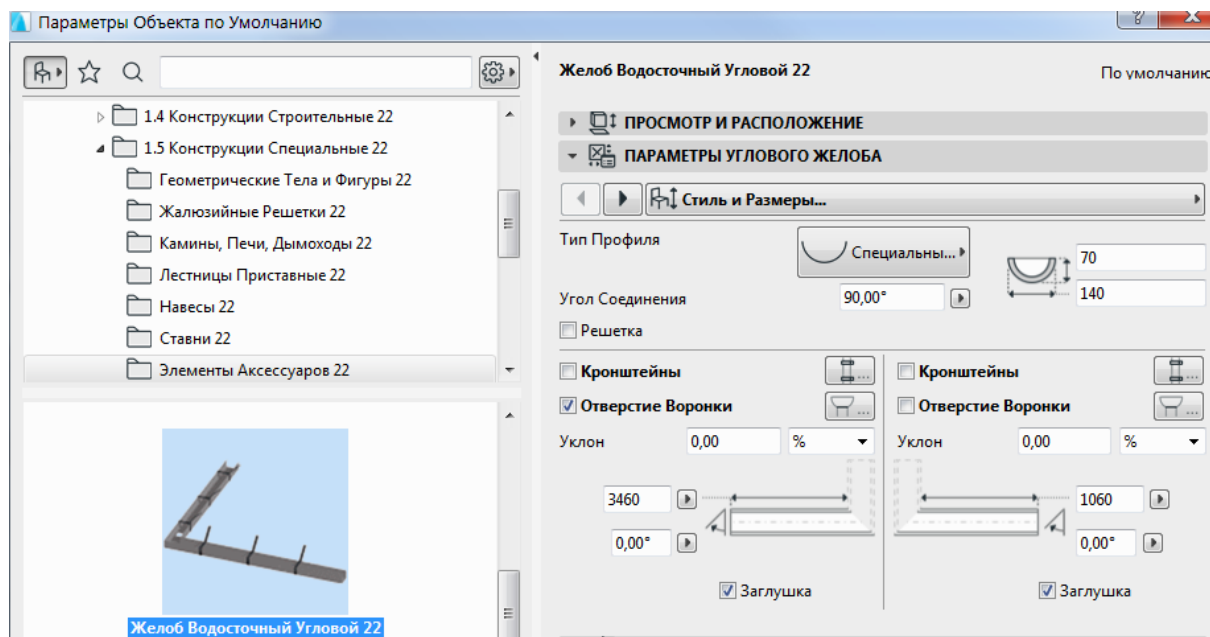 Параметры Объекта по Умолчанию
1.4 Конструкции Строительные 22
1.5 Конструкции Специальные 22
Геометрические Тела и Фигуры 22
Жалюзийные Решетки 22
Камины, Печи, Дымоходы 22
Лестницы Приставные 22
Навесы 22
Ставни 22
Элементы Аксессуаров 22
Желоб Водосточный Угловой 22
Желоб Водосточный Угловой 22 По умолчанию
ПРОСМОТР И РАСПОЛОЖЕНИЕ
ПАРАМЕТРЫ УГЛОВОГО ЖЕЛОБА
Стиль и Размеры...
Тип Профиля Специальны... 70
140
Угол Соединения 90,00°
Решетка
Кронштейны ... Кронштейны ...
Отверстие Воронки ... Отверстие Воронки ...
Уклон 0,00 % Уклон 0,00 %
3460 1060
0,00° 0,00°
Заглушка Заглушка